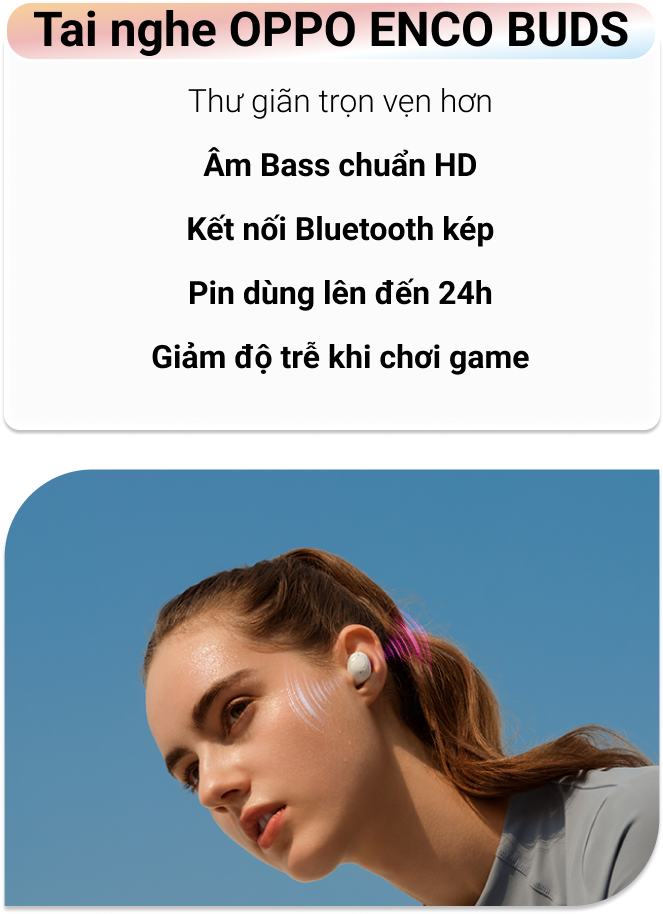 Tai nghe OPPO ENCO BUDS
Thư giãn trọn vẹn hơn
Âm Bass chuẩn HD
Kết nối Bluetooth kép
Pin dùng lên đến 24h
Giảm độ trễ khi chơi game